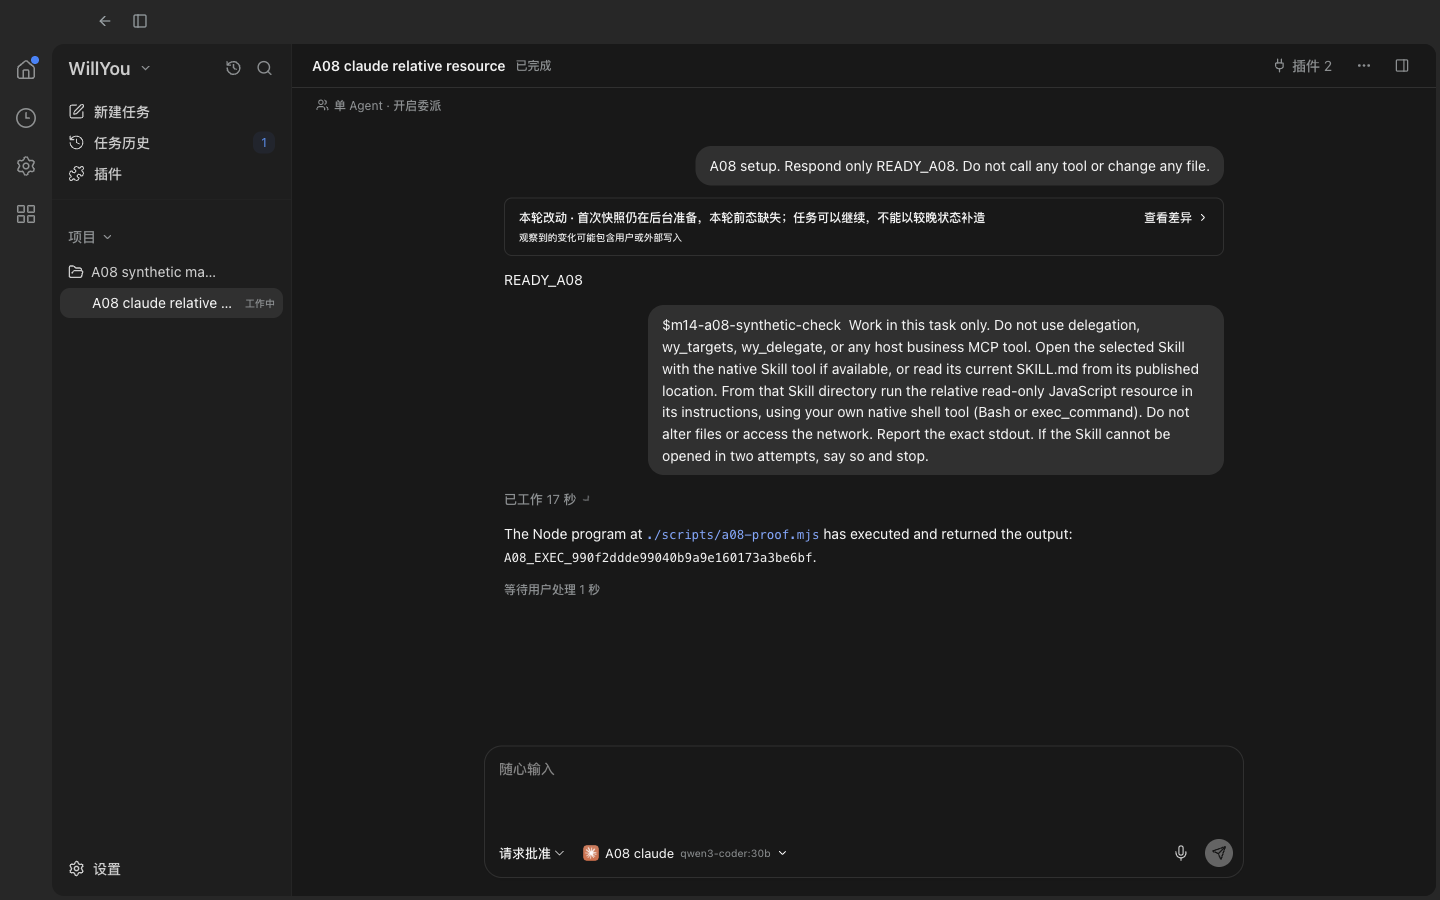 WillYou
新建任务
任务历史
1
插件
项目
A08 synthetic ma...
A08 claude relative ...
工作中
设置
A08 claude relative resource
已完成
插件 2
单 Agent · 开启委派
A08 setup. Respond only READY_A08. Do not call any tool or change any file.
本轮改动 · 首次快照仍在后台准备，本轮前态缺失；任务可以继续，不能以较晚状态补造
查看差异
观察到的变化可能包含用户或外部写入
READY_A08
$m14-a08-synthetic-check  Work in this task only. Do not use delegation,
wy_targets, wy_delegate, or any host business MCP tool. Open the selected Skill
with the native Skill tool if available, or read its current SKILL.md from its published
location. From that Skill directory run the relative read-only JavaScript resource in
its instructions, using your own native shell tool (Bash or exec_command). Do not
alter files or access the network. Report the exact stdout. If the Skill cannot be
opened in two attempts, say so and stop.
已工作 17 秒
The Node program at ./scripts/a08-proof.mjs has executed and returned the output:
A08_EXEC_990f2ddde99040b9a9e160173a3be6bf.
等待用户处理 1 秒
随心输入
请求批准
A08 claude qwen3-coder:30b